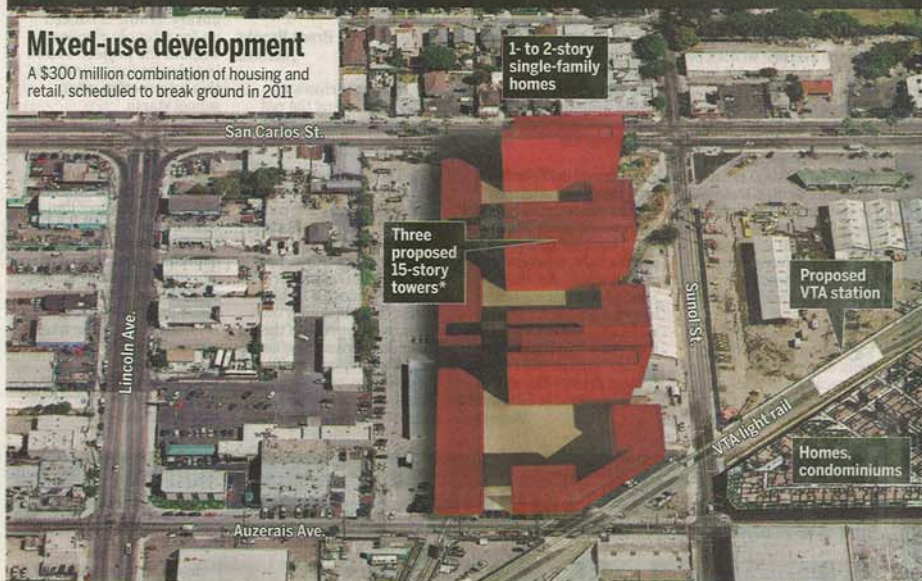 Mixed-use development
A $300 million combination of housing and
retail, scheduled to break ground in 2011
1- to 2-story
single-family
homes
San Carlos St.
Three
proposed
15-story
towers*
Proposed
VTA station
Lincoln Ave.
Sunol St.
VTA light rail
Homes,
condominiums
Auzerais Ave.